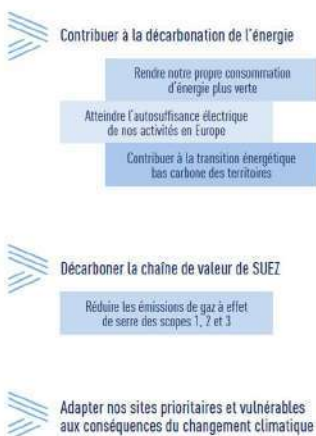 Contribuer à la décarbonation de l'énergie
Rendre notre propre consommation
d'énergie plus verte
Atteindre l'autosuffisance électrique
de nos activités en Europe
Contribuer à la transition énergétique
bas carbone des territoires
Décarboner la chaîne de valeur de SUEZ
Réduire les émissions de gaz à effet
de serre des scopes 1, 2 et 3
Adapter nos sites prioritaires et vulnérables
aux conséquences du changement climatique